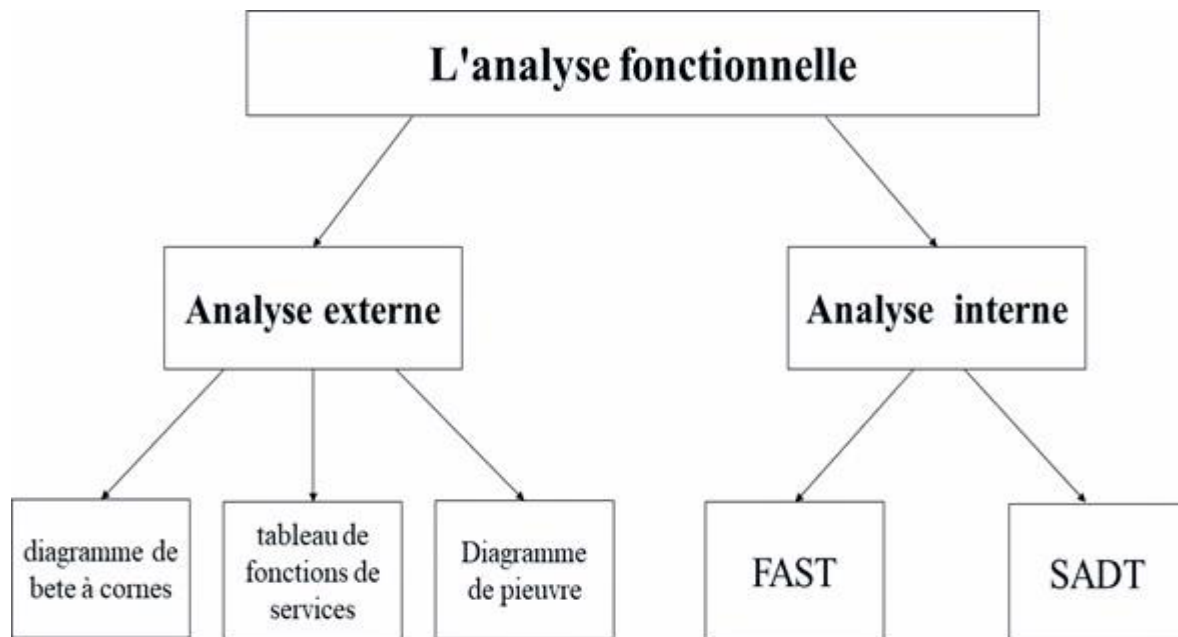 L'analyse fonctionnelle
Analyse externe
Analyse interne
diagramme de
bete à cornes
tableau de
fonctions de
services
Diagramme
de pieuvre
FAST
SADT